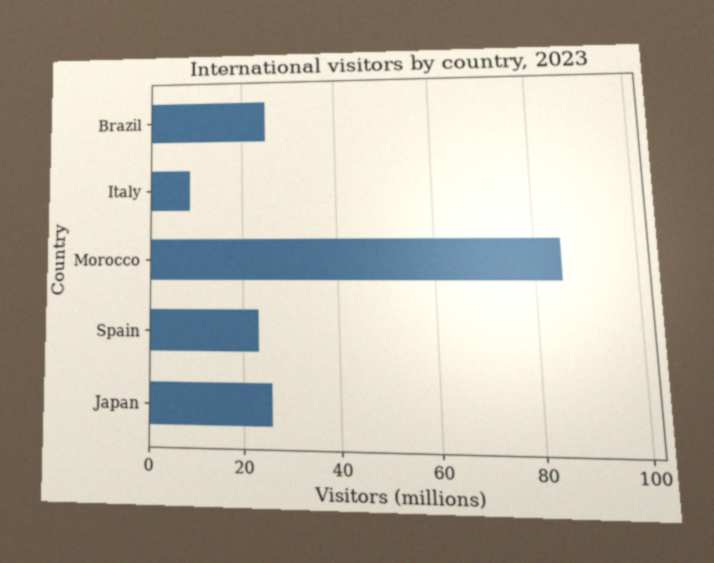 International visitors by country, 2023
Brazil
Italy
Morocco
Spain
Japan
Country
0 20 40 60 80 100
Visitors (millions)